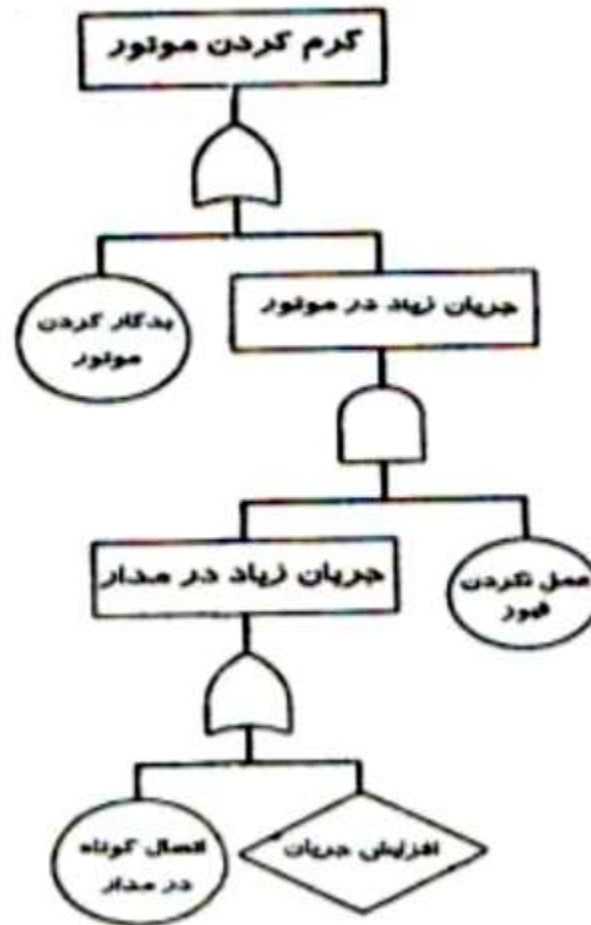 گرم کردن موتور
بدکار کردن
موتور
جریان زیاد در موتور
جریان زیاد در مدار
عمل نکردن
فیوز
اتصال کوتاه
در مدار
افزایش جریان